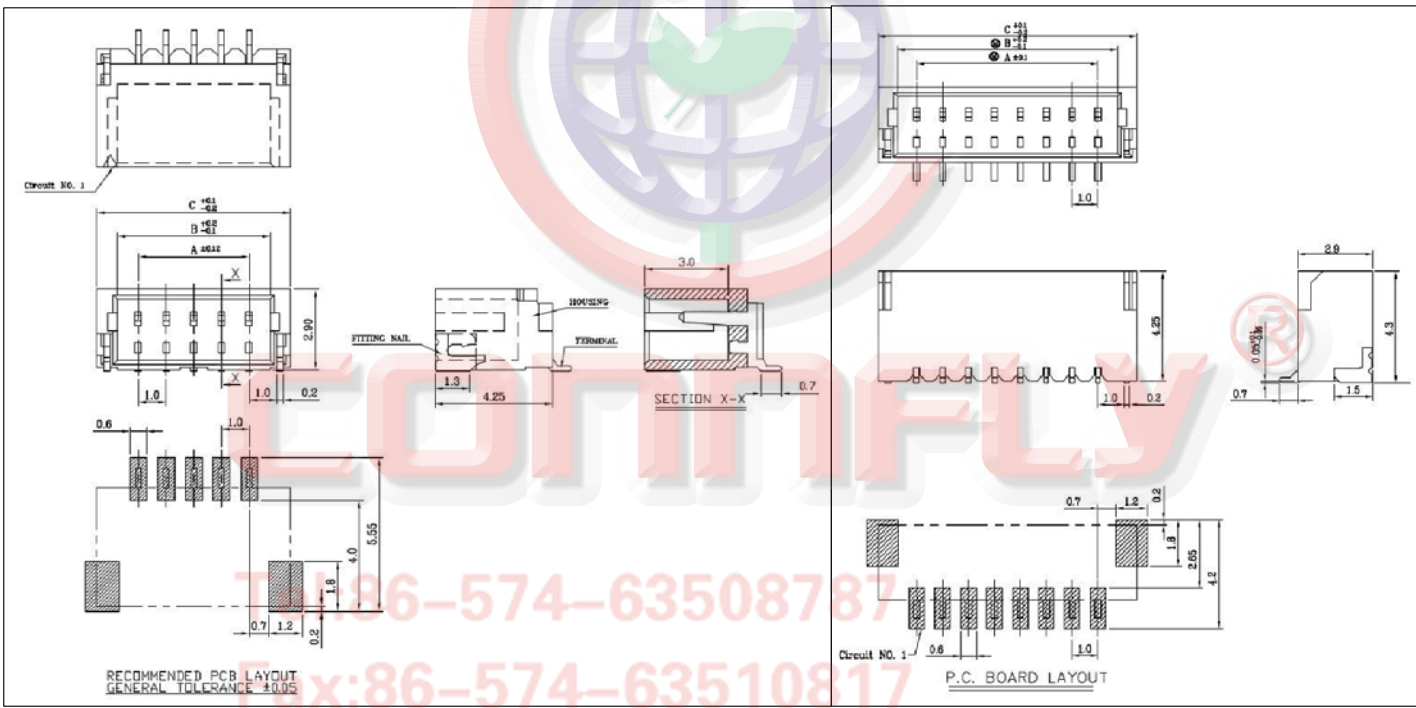 Circuit NO. 1
C +0.1 -0.2
B +0.2 -0.1
A ±0.12
X
2.90
X
1.0
1.0
0.2
HOUSING
FITTING NAIL
TERMINAL
1.3
4.25
3.0
0.7
SECTION X-X
0.6
1.0
5.55
4.0
1.8
0.7
1.2
0.2
RECOMMENDED PCB LAYOUT
GENERAL TOLERANCE ±0.05
B
A ±0.1
1.0
4.25
1.0
0.2
2.9
4.3
0.7
1.5
0.7
1.2
0.2
1.8
2.65
4.2
Circuit NO. 1
0.6
1.0
P.C. BOARD LAYOUT
CONNFLY
®
Tel:86-574-63508787
Fax:86-574-63510817